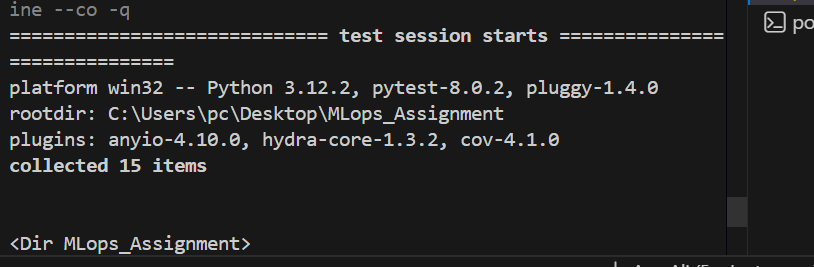 ine --co -q
============================= test session starts ===============
===============
platform win32 -- Python 3.12.2, pytest-8.0.2, pluggy-1.4.0
rootdir: C:\Users\pc\Desktop\MLops_Assignment
plugins: anyio-4.10.0, hydra-core-1.3.2, cov-4.1.0
collected 15 items
<Dir MLops_Assignment>
po